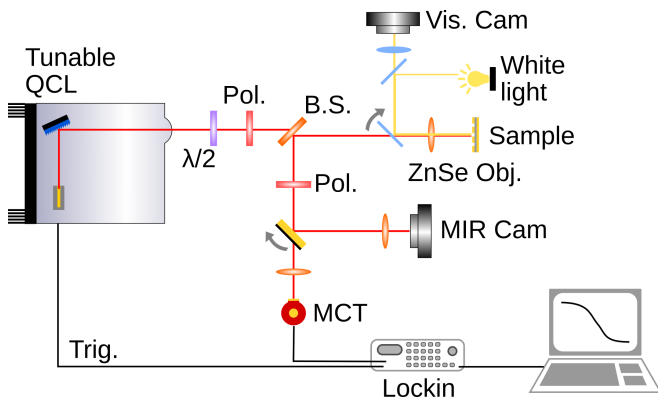 Vis. Cam
Tunable
QCL
White
light
Pol.
B.S.
λ/2
Sample
ZnSe Obj.
Pol.
MIR Cam
MCT
Trig.
Lockin